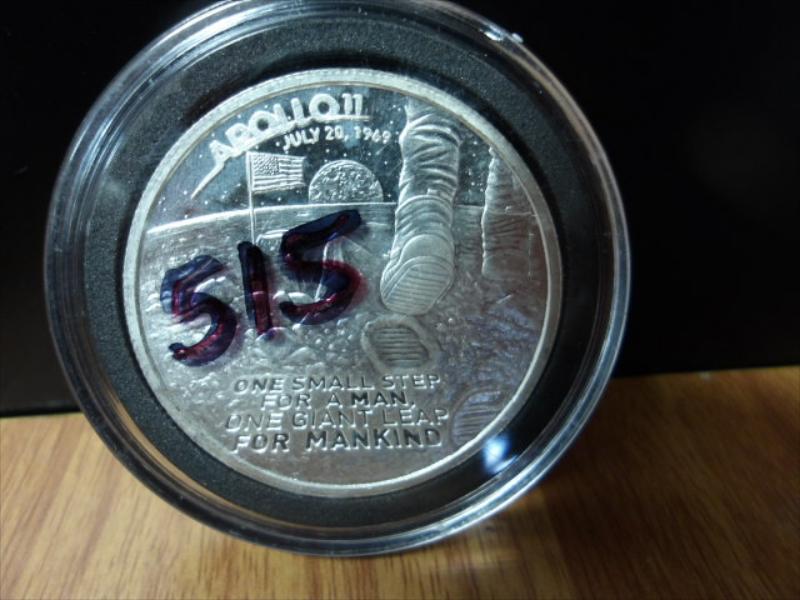 APOLLO 11
JULY 20, 1969
515
ONE SMALL STEP
FOR A MAN,
ONE GIANT LEAP
FOR MANKIND